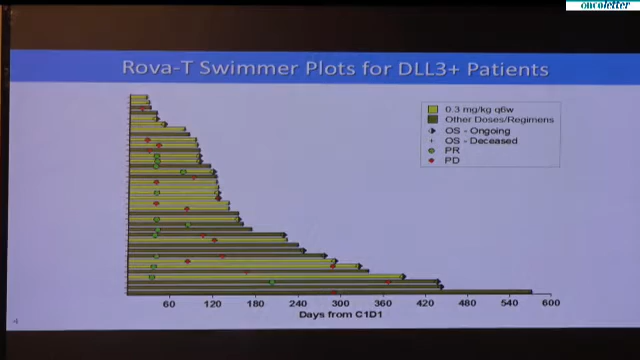 oncoletter
Rova-T Swimmer Plots for DLL3+ Patients
0.3 mg/kg q6w
Other Doses/Regimens
OS - Ongoing
OS - Deceased
PR
PD
60 120 180 240 300 360 420 480 540 600
Days from C1D1
4